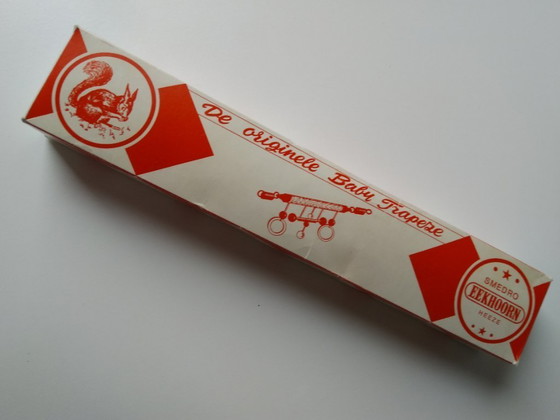 De originele Baby Trapeze
SMEDRO
EEKHOORN
HEEZE